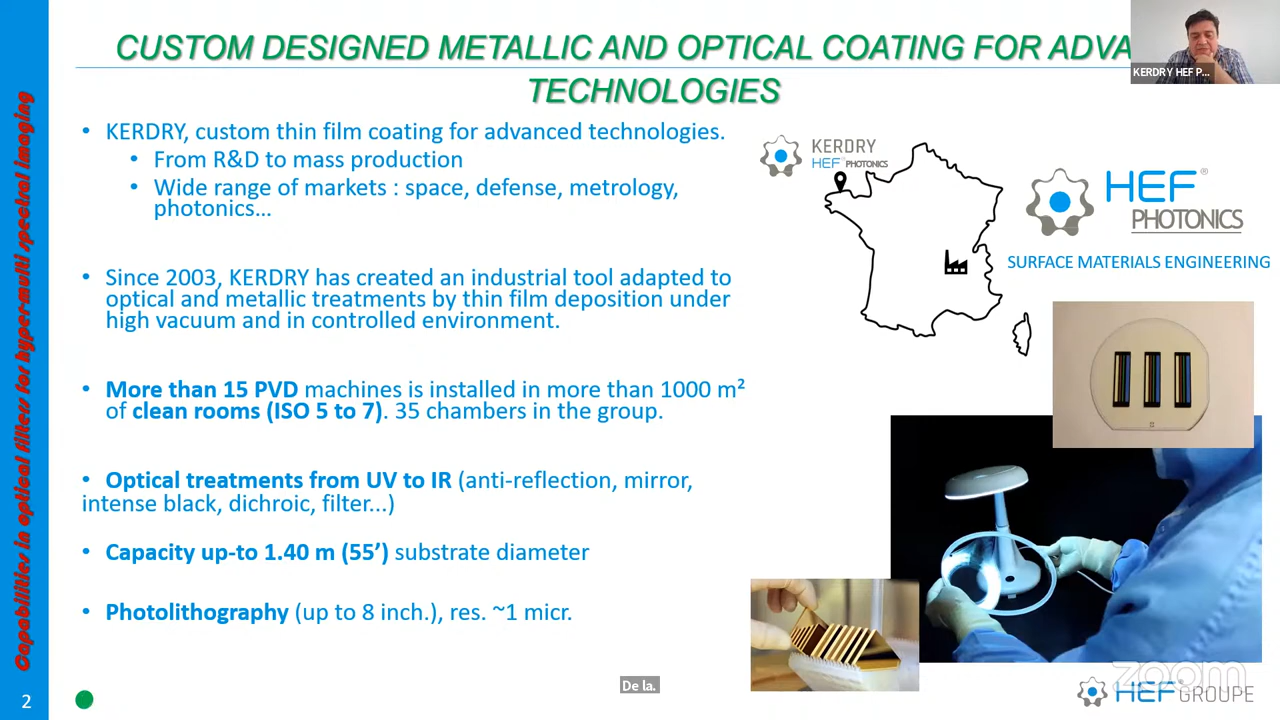 CUSTOM DESIGNED METALLIC AND OPTICAL COATING FOR ADVA
TECHNOLOGIES
KERDRY HEF P...
Capabilities in optical filters for hyper-multi spectral imaging
• KERDRY, custom thin film coating for advanced technologies.
• From R&D to mass production
• Wide range of markets : space, defense, metrology,
photonics...
• Since 2003, KERDRY has created an industrial tool adapted to
optical and metallic treatments by thin film deposition under
high vacuum and in controlled environment.
• More than 15 PVD machines is installed in more than 1000 m²
of clean rooms (ISO 5 to 7). 35 chambers in the group.
• Optical treatments from UV to IR (anti-reflection, mirror,
intense black, dichroic, filter...)
• Capacity up-to 1.40 m (55’) substrate diameter
• Photolithography (up to 8 inch.), res. ~1 micr.
KERDRY
HEF PHOTONICS
HEF®
PHOTONICS
SURFACE MATERIALS ENGINEERING
De la.
zoom
HEF GROUPE
2